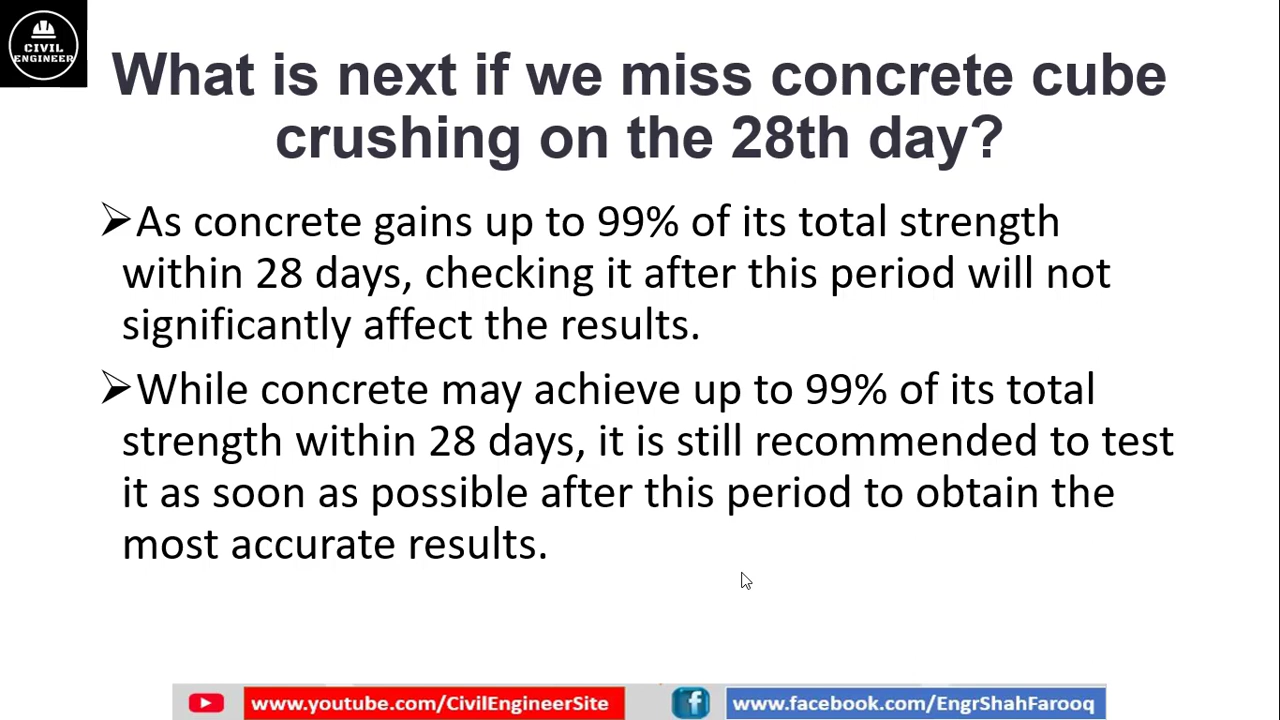 CIVIL
ENGINEER
What is next if we miss concrete cube
crushing on the 28th day?
➢As concrete gains up to 99% of its total strength
within 28 days, checking it after this period will not
significantly affect the results.
➢While concrete may achieve up to 99% of its total
strength within 28 days, it is still recommended to test
it as soon as possible after this period to obtain the
most accurate results.
www.youtube.com/CivilEngineerSite
www.facebook.com/EngrShahFarooq